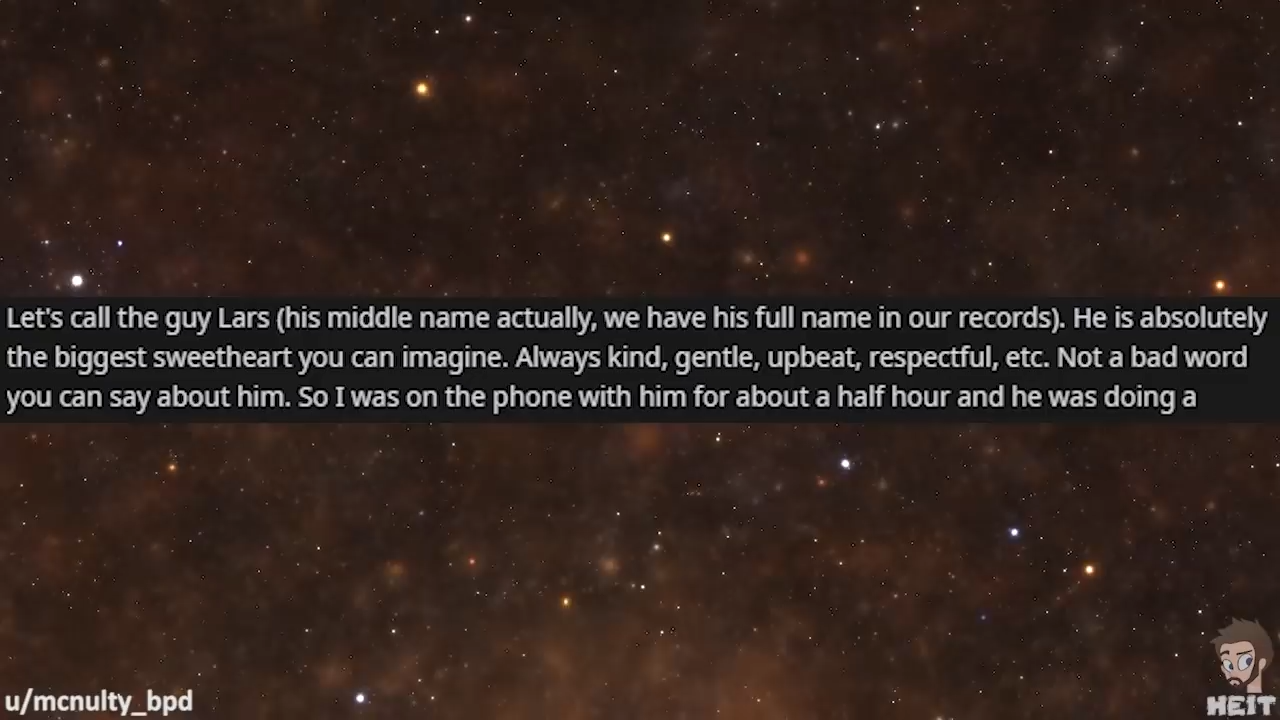 Let's call the guy Lars (his middle name actually, we have his full name in our records). He is absolutely
the biggest sweetheart you can imagine. Always kind, gentle, upbeat, respectful, etc. Not a bad word
you can say about him. So I was on the phone with him for about a half hour and he was doing a
u/mcnulty_bpd
HEIT